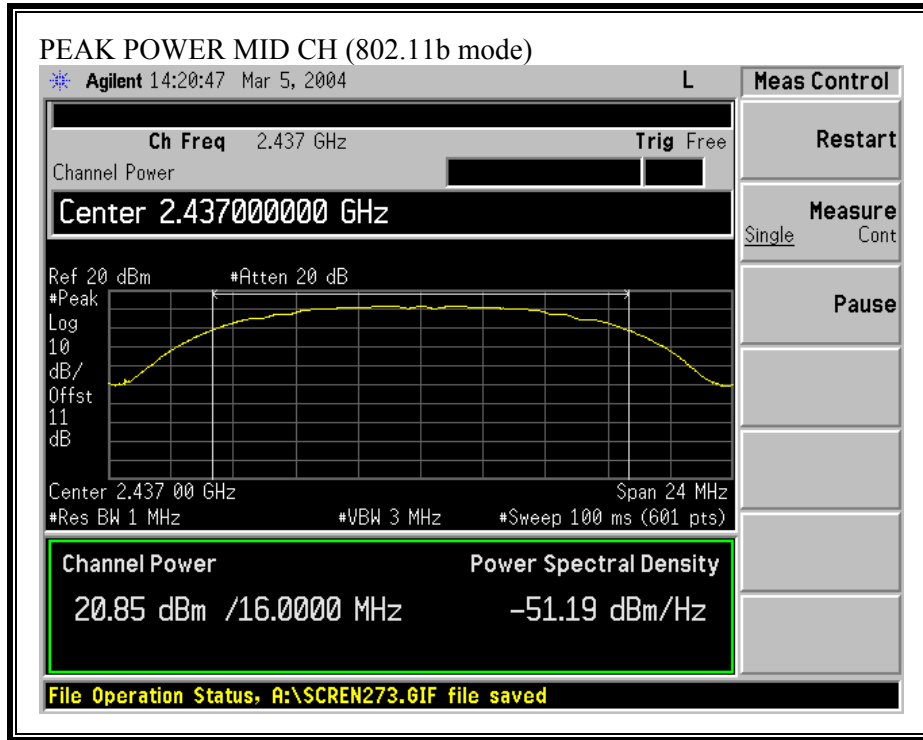 PEAK POWER MID CH (802.11b mode)
Agilent 14:20:47 Mar 5, 2004 L
Meas Control
Ch Freq 2.437 GHz Trig Free
Restart
Channel Power
Center 2.437000000 GHz
Measure
Single Cont
Ref 20 dBm #Atten 20 dB
Pause
#Peak
Log
10
dB/
Offst
11
dB
Center 2.437 00 GHz Span 24 MHz
#Res BW 1 MHz #VBW 3 MHz #Sweep 100 ms (601 pts)
Channel Power Power Spectral Density
20.85 dBm /16.0000 MHz -51.19 dBm/Hz
File Operation Status, A:\SCREN273.GIF file saved